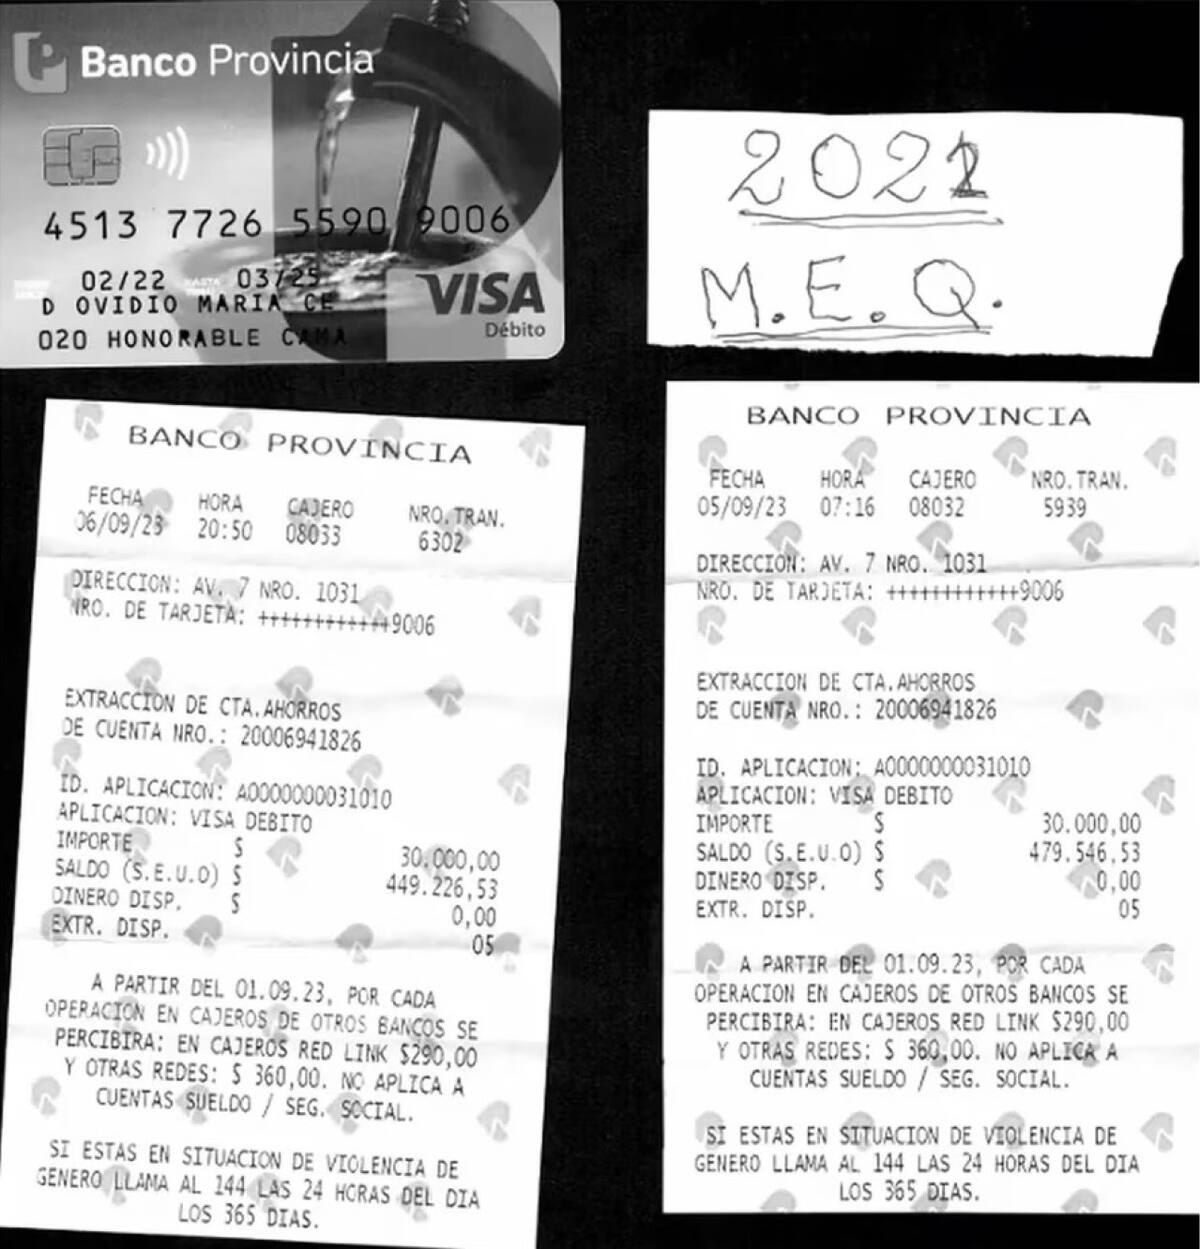 Banco Provincia
4513 7726 5590 9006
02/22 HASTA 03/25
D OVIDIO MARIA CE
020 HONORABLE CAMA
VISA
Débito
2021
M.E.Q.
BANCO PROVINCIA
FECHA HORA CAJERO NRO.TRAN.
06/09/23 20:50 08033 6302
DIRECCION: AV. 7 NRO. 1031
NRO. DE TARJETA: ++++++++++++9006
EXTRACCION DE CTA.AHORROS
DE CUENTA NRO.: 20006941826
ID. APLICACION: A0000000031010
APLICACION: VISA DEBITO
IMPORTE $ 30.000,00
SALDO (S.E.U.O) $ 449.226,53
DINERO DISP. $ 0,00
EXTR. DISP. 05
A PARTIR DEL 01.09.23, POR CADA
OPERACION EN CAJEROS DE OTROS BANCOS SE
PERCIBIRA: EN CAJEROS RED LINK $290,00
Y OTRAS REDES: $ 360,00. NO APLICA A
CUENTAS SUELDO / SEG. SOCIAL.
SI ESTAS EN SITUACION DE VIOLENCIA DE
GENERO LLAMA AL 144 LAS 24 HORAS DEL DIA
LOS 365 DIAS.
BANCO PROVINCIA
FECHA HORA CAJERO NRO.TRAN.
05/09/23 07:16 08032 5939
DIRECCION: AV. 7 NRO. 1031
NRO. DE TARJETA: ++++++++++++9006
EXTRACCION DE CTA.AHORROS
DE CUENTA NRO.: 20006941826
ID. APLICACION: A0000000031010
APLICACION: VISA DEBITO
IMPORTE $ 30.000,00
SALDO (S.E.U.O) $ 479.546,53
DINERO DISP. $ 0,00
EXTR. DISP. 05
A PARTIR DEL 01.09.23, POR CADA
OPERACION EN CAJEROS DE OTROS BANCOS SE
PERCIBIRA: EN CAJEROS RED LINK $290,00
Y OTRAS REDES: $ 360,00. NO APLICA A
CUENTAS SUELDO / SEG. SOCIAL.
SI ESTAS EN SITUACION DE VIOLENCIA DE
GENERO LLAMA AL 144 LAS 24 HORAS DEL DIA
LOS 365 DIAS.